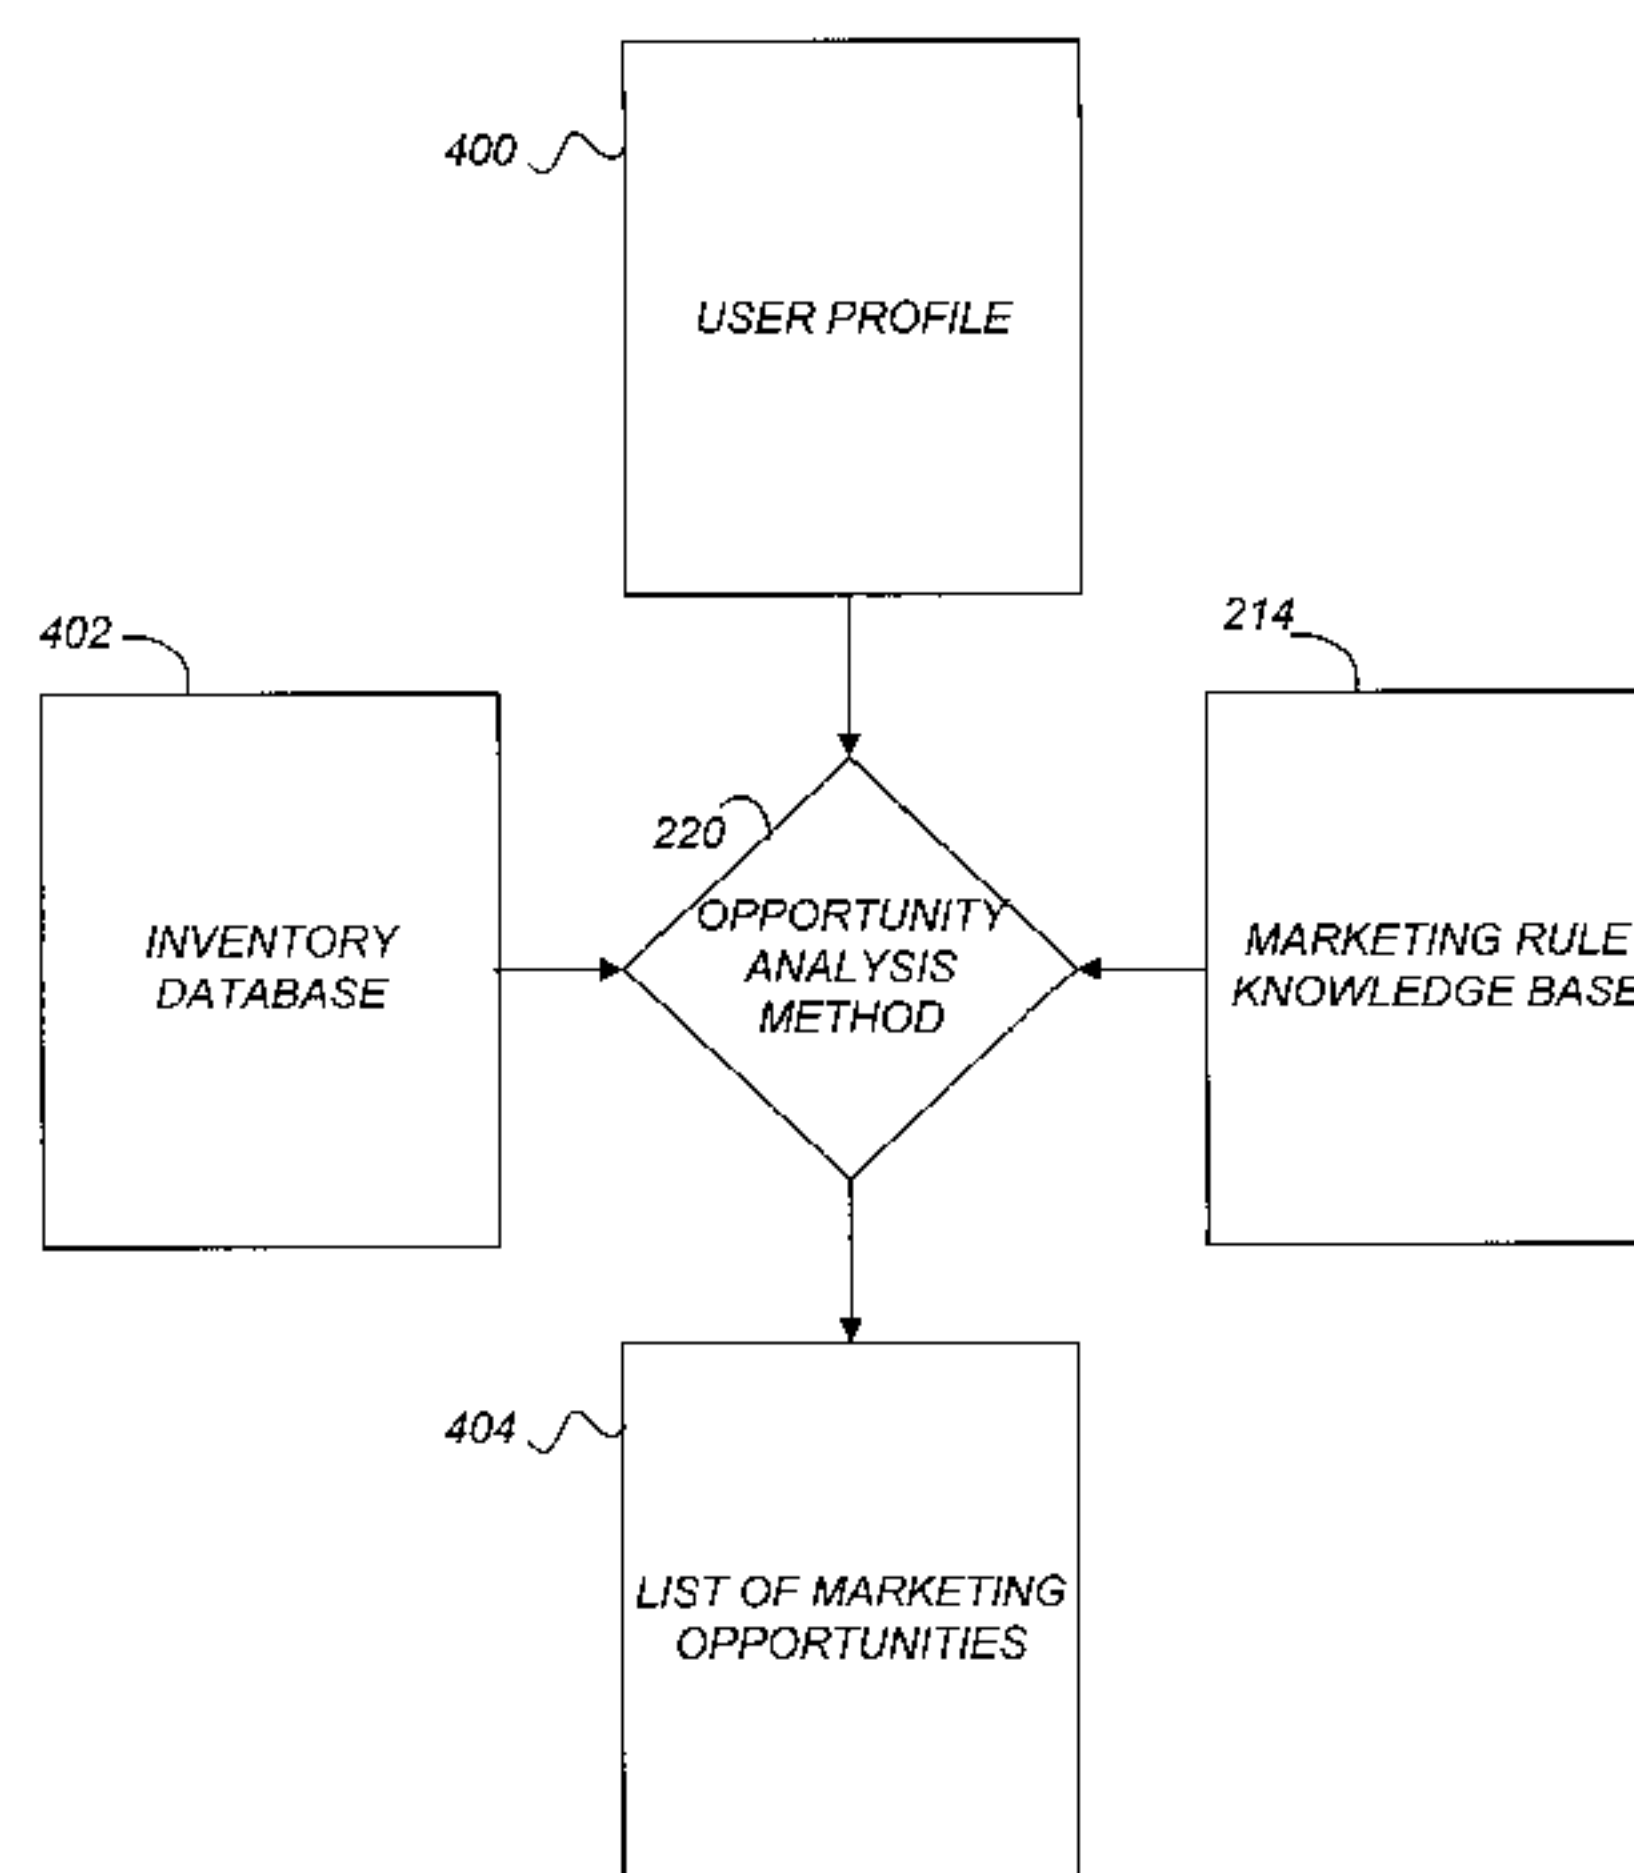 400
USER PROFILE
402
214
220
INVENTORY
DATABASE
OPPORTUNITY
ANALYSIS
METHOD
MARKETING RULE
KNOWLEDGE BASE
404
LIST OF MARKETING
OPPORTUNITIES